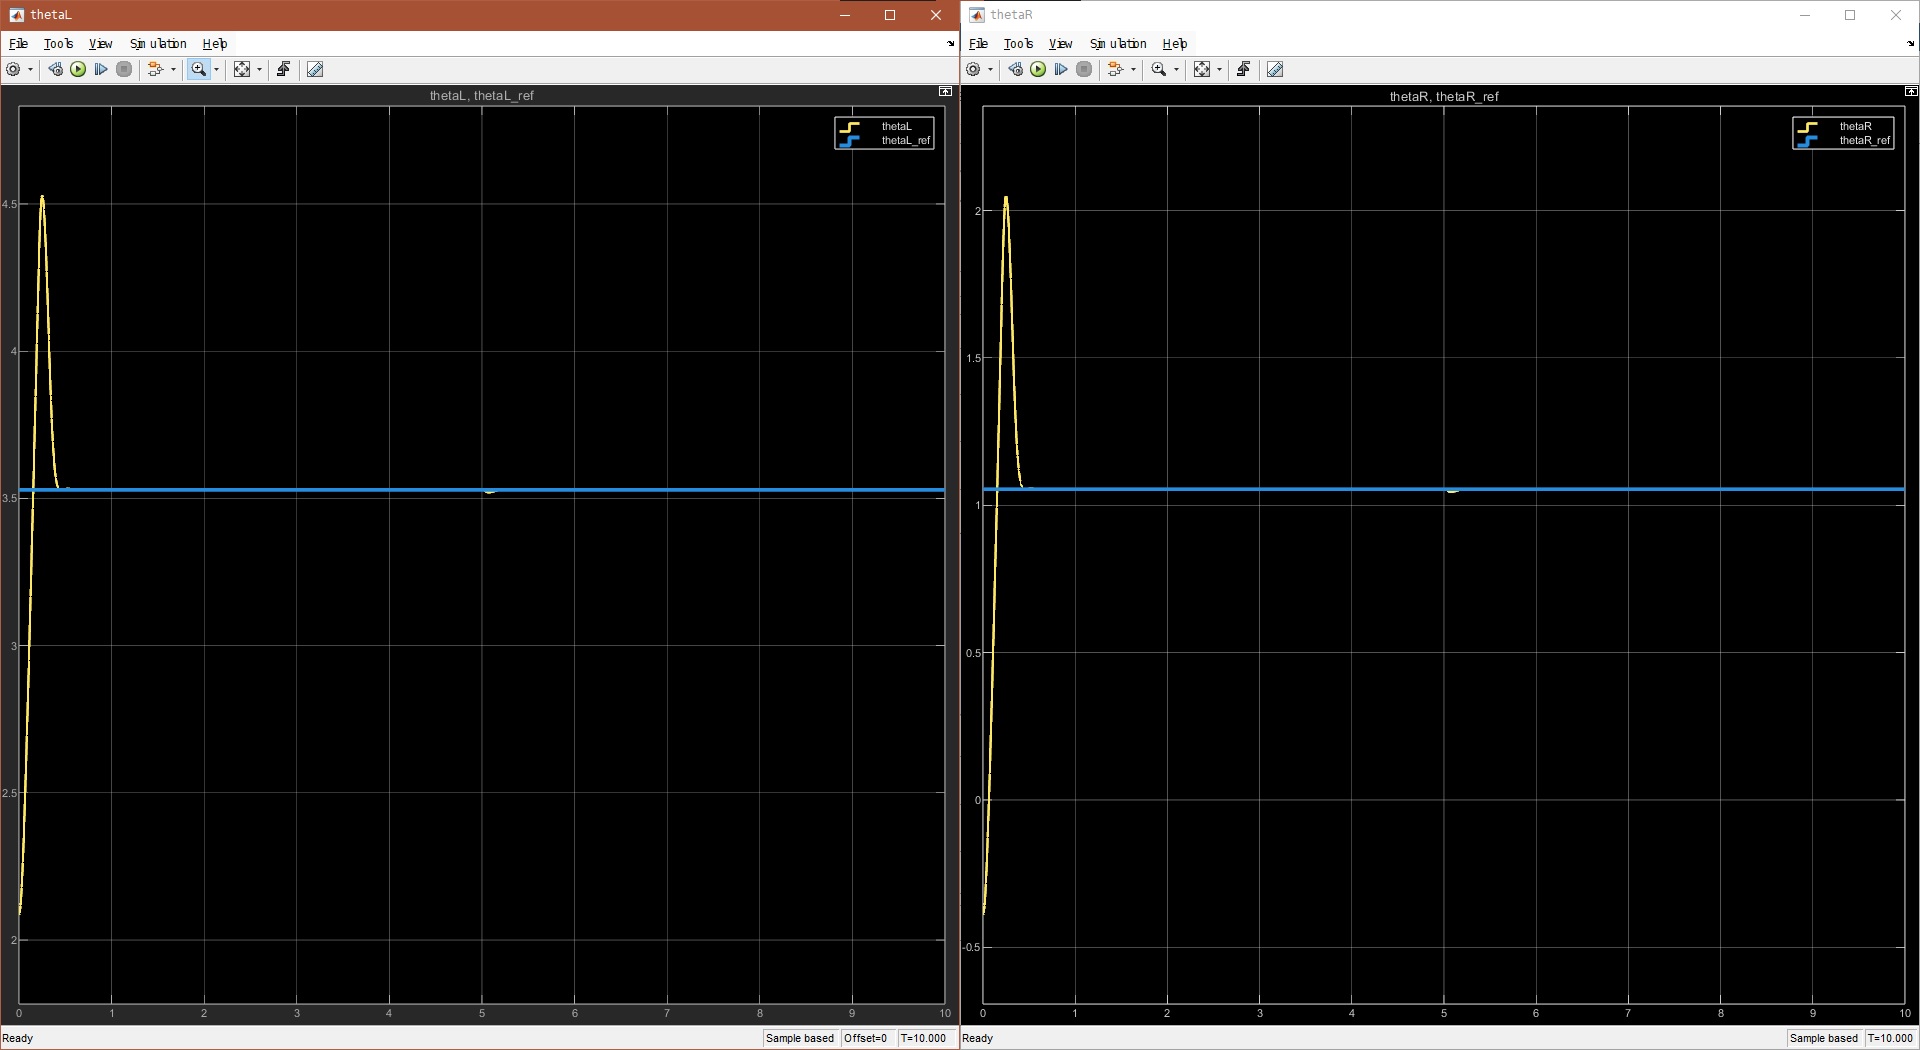 thetaL
File Tools View Simulation Help
thetaL, thetaL_ref
thetaL
thetaL_ref
4.5
4
3.5
3
2.5
2
0 1 2 3 4 5 6 7 8 9 10
Ready Sample based Offset=0 T=10.000
thetaR
File Tools View Simulation Help
thetaR, thetaR_ref
thetaR
thetaR_ref
2
1.5
1
0.5
0
-0.5
0 1 2 3 4 5 6 7 8 9 10
Ready Sample based T=10.000